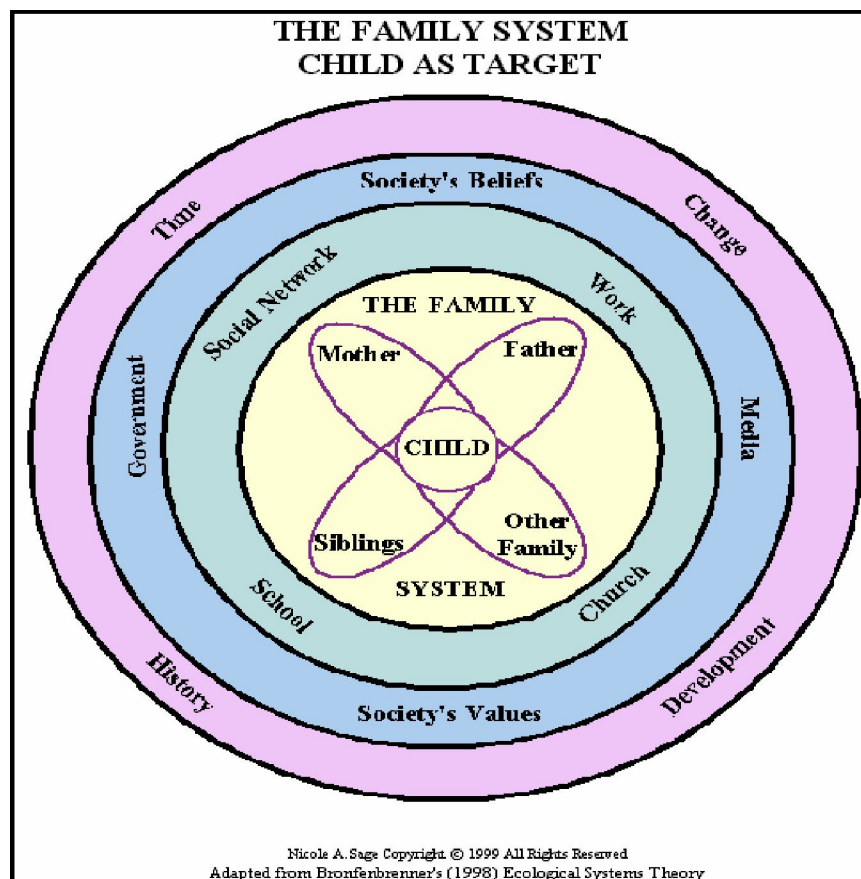 THE FAMILY SYSTEM
CHILD AS TARGET
Society's Beliefs
Time
Change
Social Network
Work
THE FAMILY
Mother
Father
Government
CHILD
Media
Siblings
Other
Family
SYSTEM
School
Church
History
Society's Values
Development
Nicole A. Sage Copyright © 1999 All Rights Reserved
Adapted from Bronfenbrenner's (1998) Ecological Systems Theory